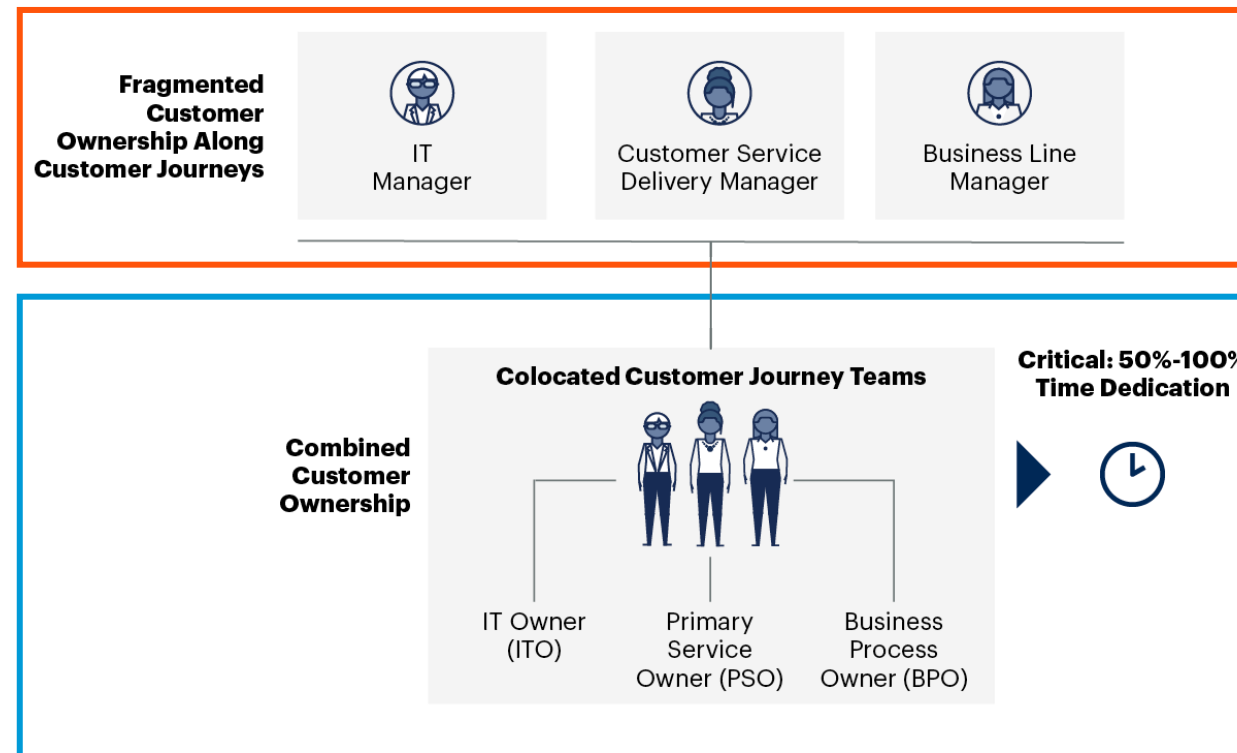 Fragmented
Customer
Ownership Along
Customer Journeys
IT
Manager
Customer Service
Delivery Manager
Business Line
Manager
Colocated Customer Journey Teams
Combined
Customer
Ownership
IT Owner
(ITO)
Primary
Service
Owner (PSO)
Business
Process
Owner (BPO)
Critical: 50%-100%
Time Dedication